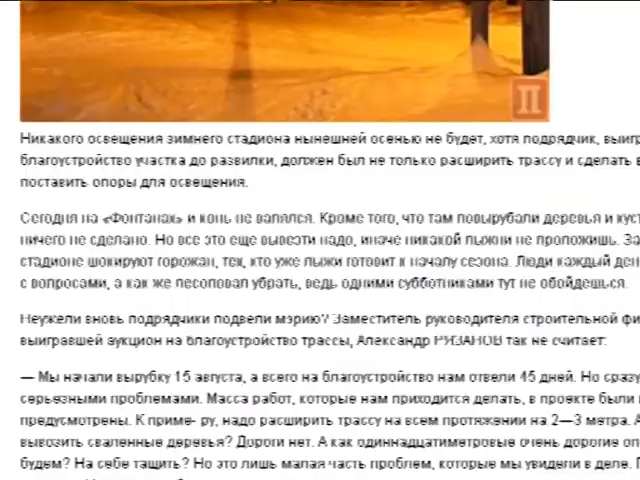 Никакого освещения зимнего стадиона нынешней осенью не будет, хотя подрядчик,
благоустройство участка до развилки, должен был не только расширить трассу и сделать
поставить опоры для освещения.
Сегодня на «Фонтанах» и конь не валялся. Кроме того, что там повырубали деревья и
ничего не сделано. Но все это еще вывезти надо, иначе никакой лыжни не проложишь.
стадионе шокируют горожан, тех, кто уже лыжи готовит к началу сезона. Люди каждый
с вопросами, а как же лесоповал убрать, ведь одними субботниками тут не обойдешься.
Неужели вновь подрядчики подвели мэрию? Заместитель руководителя строительной
выигравшей аукцион на благоустройство трассы, Александр РЯЗАНОВ так не считает:
— Мы начали вырубку 15 августа, а всего на благоустройство нам отвели 45 дней. Но
серьезными проблемами. Масса работ, которые нам приходится делать, в проекте были
предусмотрены. К приме- ру, надо расширить трассу на всем протяжении на 2—3 метра.
вывозить сваленные деревья? Дороги нет. А как одиннадцатиметровые очень дорогие
будем? На себе тащить? Но это лишь малая часть проблем, которые мы увидели в деле.